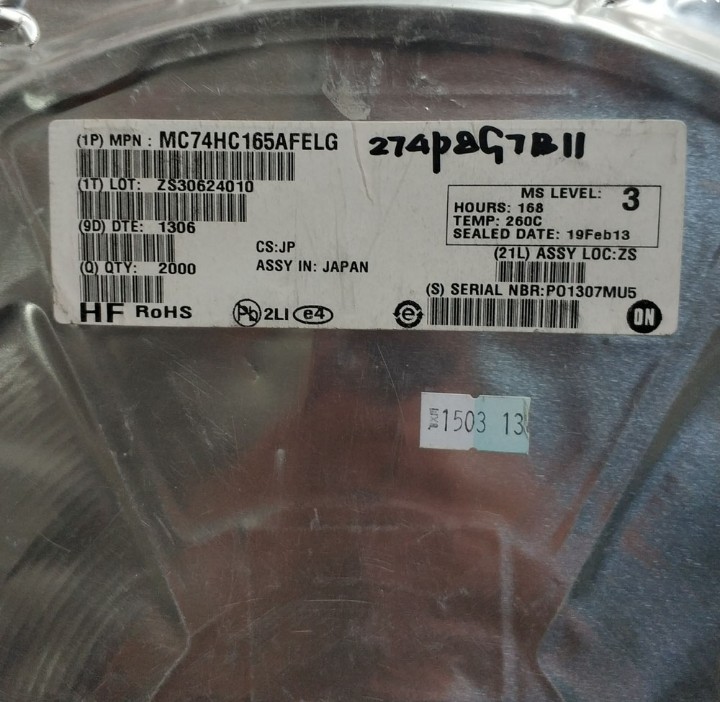 (1P) MPN : MC74HC165AFELG
(1T) LOT: ZS30624010
(9D) DTE: 1306
(Q) QTY: 2000
CS:JP
ASSY IN: JAPAN
MS LEVEL: 3
HOURS: 168
TEMP: 260C
SEALED DATE: 19Feb13
(21L) ASSY LOC:ZS
(S) SERIAL NBR:P01307MU5
HF RoHS
Pb 2LI e4
e
ON
1503 13